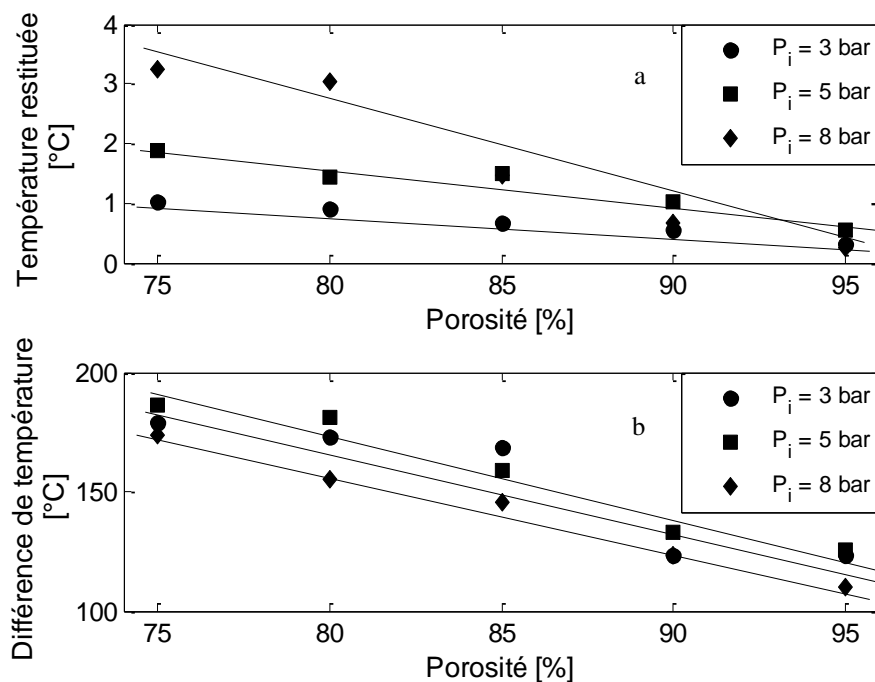 Température restituée
[°C]
4
3
2
1
0
a
P_i = 3 bar
P_i = 5 bar
P_i = 8 bar
75 80 85 90 95
Porosité [%]
Différence de température
[°C]
200
150
100
b
P_i = 3 bar
P_i = 5 bar
P_i = 8 bar
75 80 85 90 95
Porosité [%]